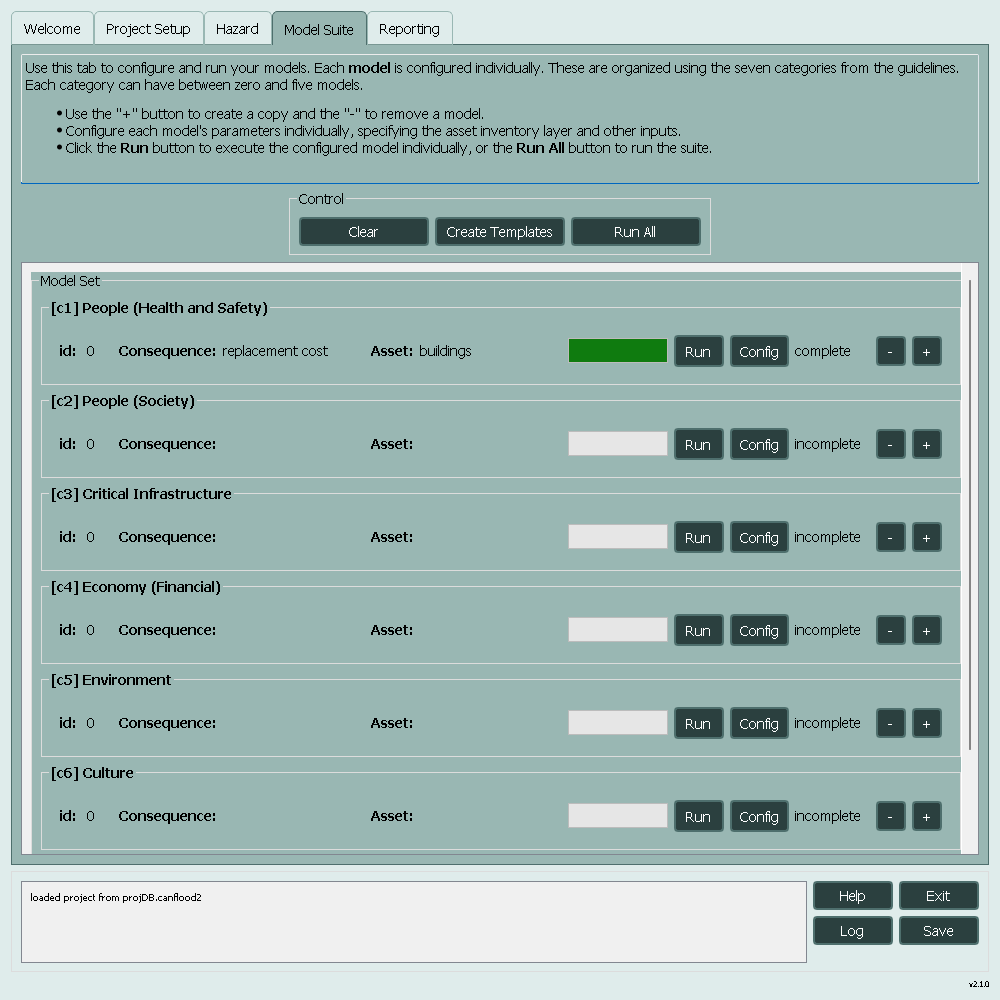 Welcome Project Setup Hazard Model Suite Reporting
Use this tab to configure and run your models. Each model is configured individually. These are organized using the seven categories from the guidelines.
Each category can have between zero and five models.
• Use the "+" button to create a copy and the "-" to remove a model.
• Configure each model's parameters individually, specifying the asset inventory layer and other inputs.
• Click the Run button to execute the configured model individually, or the Run All button to run the suite.
Control
Clear Create Templates Run All
Model Set
[c1] People (Health and Safety)
id: 0 Consequence: replacement cost Asset: buildings Run Config complete - +
[c2] People (Society)
id: 0 Consequence: Asset: Run Config incomplete - +
[c3] Critical Infrastructure
id: 0 Consequence: Asset: Run Config incomplete - +
[c4] Economy (Financial)
id: 0 Consequence: Asset: Run Config incomplete - +
[c5] Environment
id: 0 Consequence: Asset: Run Config incomplete - +
[c6] Culture
id: 0 Consequence: Asset: Run Config incomplete - +
loaded project from projDB.canflood2
Help Exit
Log Save
v2.1.0